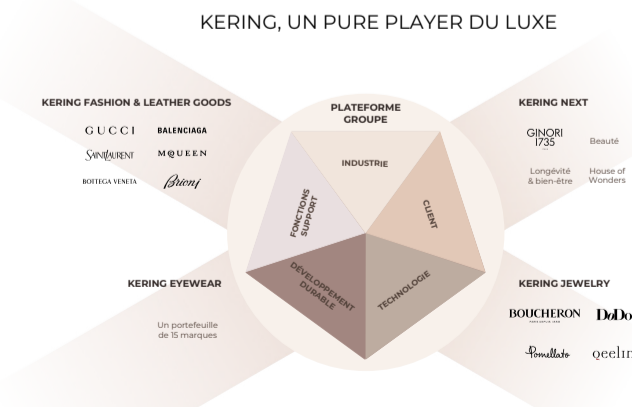 KERING, UN PURE PLAYER DU LUXE
KERING FASHION & LEATHER GOODS
GUCCI
BALENCIAGA
SAINT LAURENT
McQUEEN
BOTTEGA VENETA
Brioni
PLATEFORME
GROUPE
INDUSTRIE
CLIENT
TECHNOLOGIE
DÉVELOPPEMENT
DURABLE
FONCTIONS
SUPPORT
KERING NEXT
GINORI
1735
Beauté
Longévité
& bien-être
House of
Wonders
KERING EYEWEAR
Un portefeuille
de 15 marques
KERING JEWELRY
BOUCHERON
Pomellato